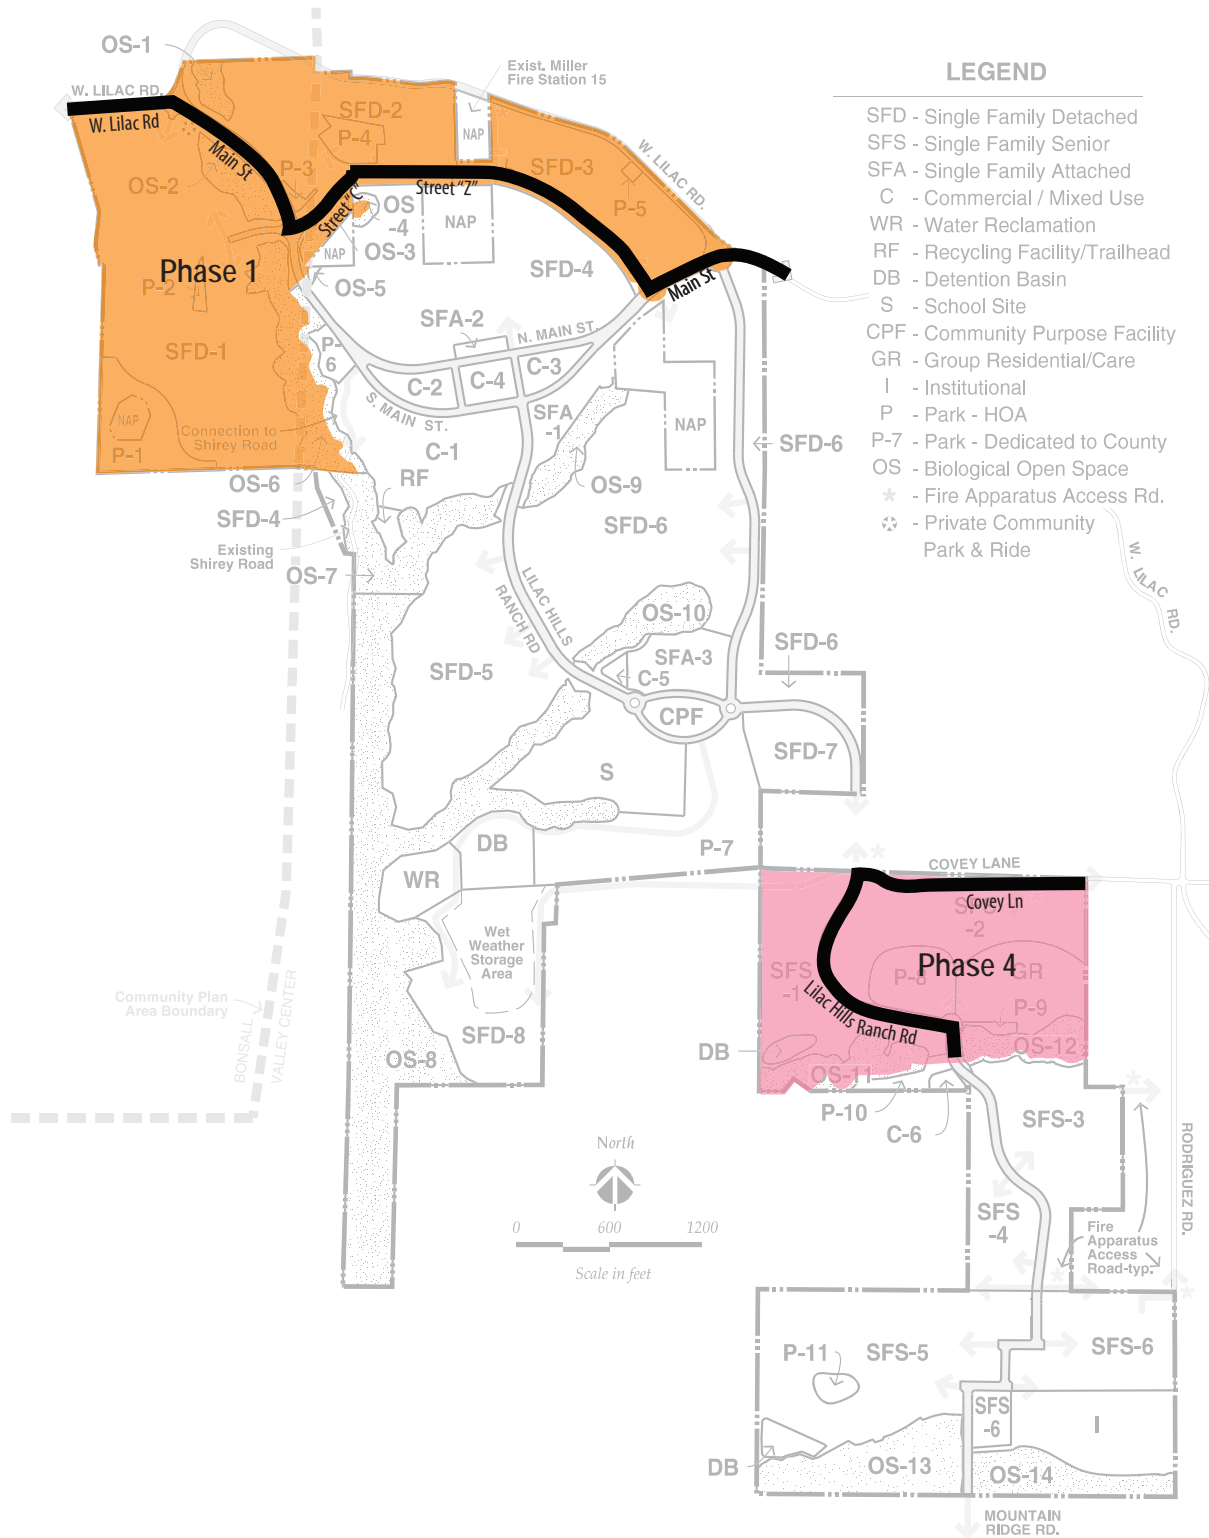 OS-1
Exist. Miller
Fire Station 15
LEGEND
SFD - Single Family Detached
SFS - Single Family Senior
SFA - Single Family Attached
C - Commercial / Mixed Use
WR - Water Reclamation
RF - Recycling Facility/Trailhead
DB - Detention Basin
S - School Site
CPF - Community Purpose Facility
GR - Group Residential/Care
I - Institutional
P - Park - HOA
P-7 - Park - Dedicated to County
OS - Biological Open Space
* - Fire Apparatus Access Rd.
- Private Community
Park & Ride
W. LILAC RD.
W. Lilac Rd
SFD-2
P-4
NAP
Main St
OS-2
P-3
Street "C"
Street "Z"
SFD-3
P-5
W. LILAC RD.
OS
-4
NAP
OS-3
NAP
Phase 1
P-2
OS-5
SFD-4
Main St
SFA-2
N. MAIN ST.
P-
6
SFD-1
C-2
C-4
C-3
S. MAIN ST.
SFA
-1
NAP
NAP
P-1
Connection to
Shirey Road
C-1
SFD-6
RF
OS-6
OS-9
SFD-4
SFD-6
Existing
Shirey Road
OS-7
LILAC HILLS
RANCH RD
W. LILAC RD.
OS-10
SFD-6
SFA-3
SFD-5
C-5
CPF
SFD-7
S
DB
P-7
WR
COVEY LANE
Covey Ln
SFS
-2
Wet
Weather
Storage
Area
Phase 4
SFS
-1
P-8
GR
Lilac Hills Ranch Rd
P-9
Community Plan
Area Boundary
BONSALL
VALLEY CENTER
SFD-8
DB
OS-12
OS-8
OS-11
P-10
C-6
SFS-3
North
RODRIGUEZ RD.
SFS
-4
0 600 1200
Scale in feet
Fire
Apparatus
Access
Road-typ.
*
*
*
*
P-11
SFS-5
SFS-6
SFS
-6
I
DB
OS-13
OS-14
MOUNTAIN
RIDGE RD.